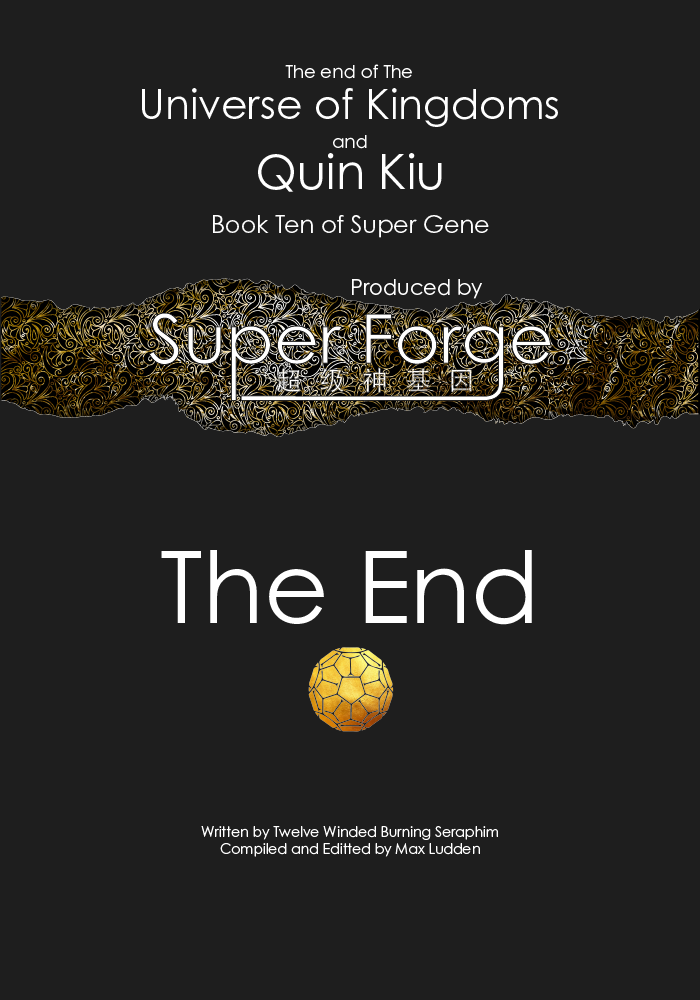 The end of The
Universe of Kingdoms
and
Quin Kiu
Book Ten of Super Gene
Produced by
Super Forge
超级神基因
The End
Written by Twelve Winded Burning Seraphim
Compiled and Editted by Max Ludden